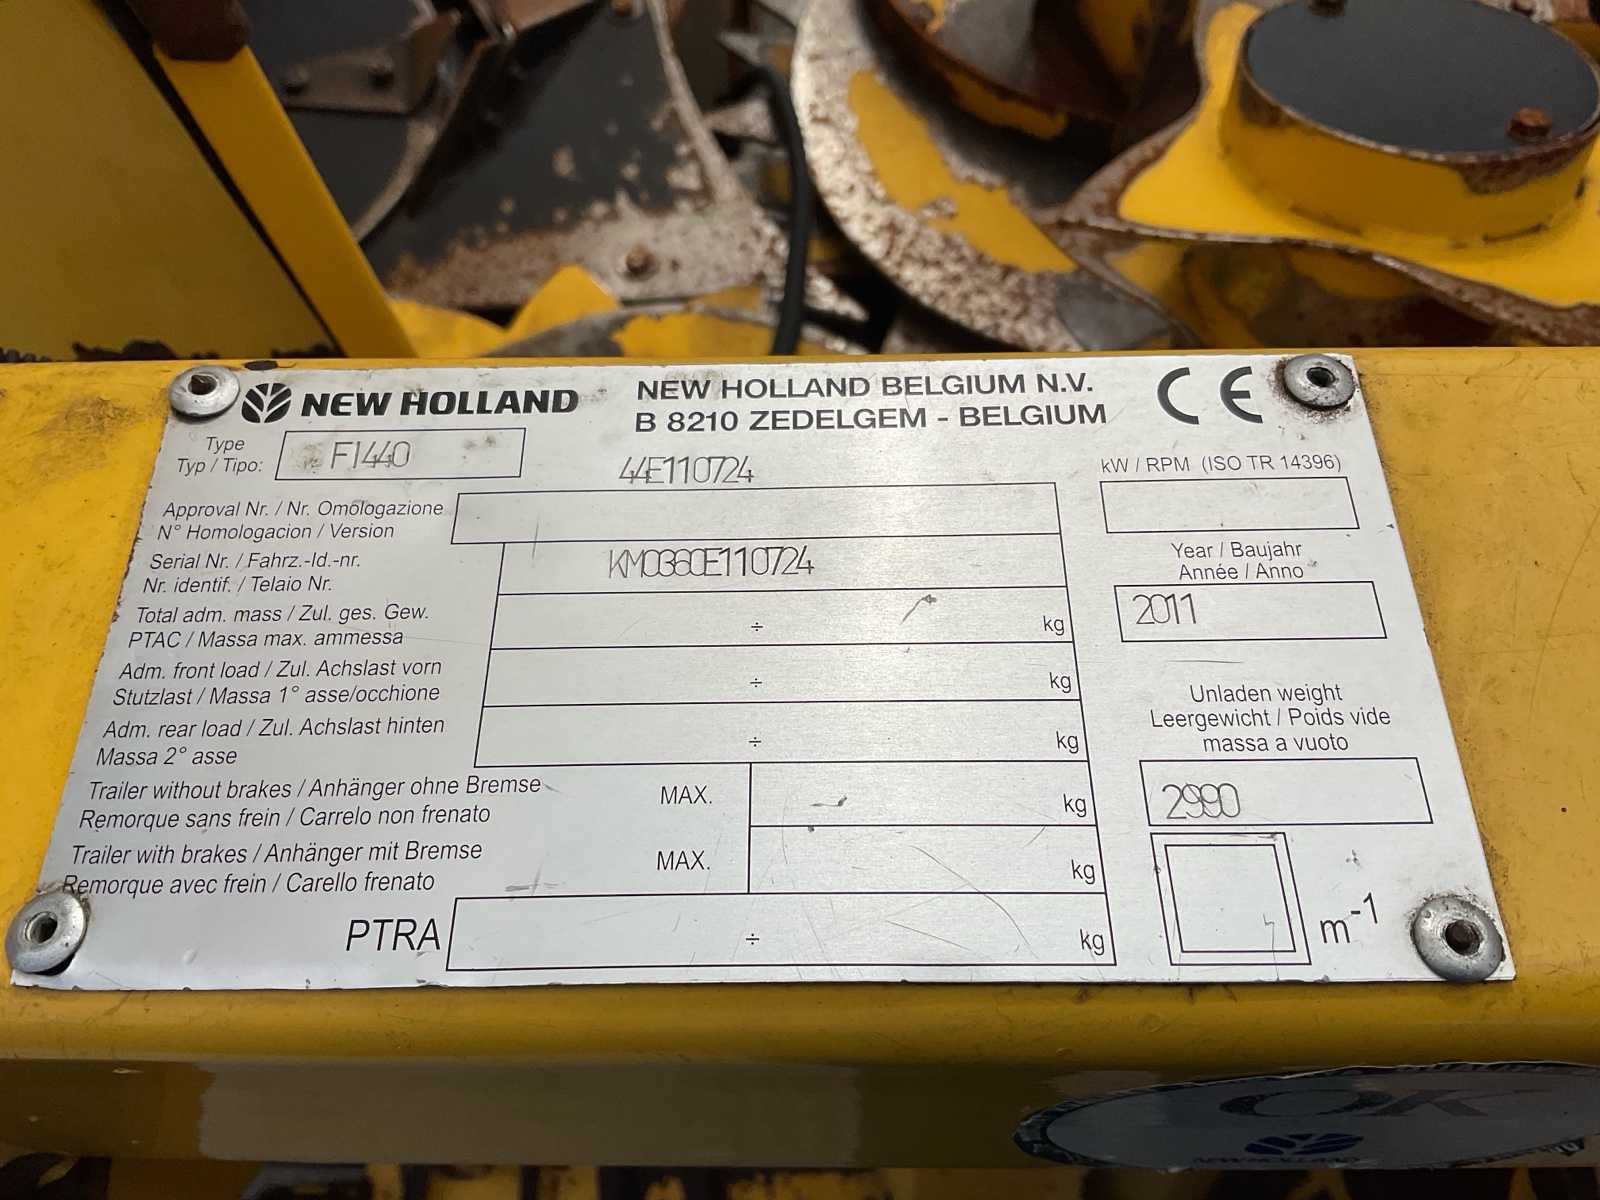 NEW HOLLAND
NEW HOLLAND BELGIUM N.V.
B 8210 ZEDELGEM - BELGIUM
CE
Type
Typ / Tipo:
FI440
44E110724
kW / RPM (ISO TR 14396)
Approval Nr. / Nr. Omologazione
N° Homologacion / Version
Serial Nr. / Fahrz.-Id.-nr.
Nr. identif. / Telaio Nr.
KM0360E110724
Year / Baujahr
Année / Anno
2011
Total adm. mass / Zul. ges. Gew.
PTAC / Massa max. ammessa
÷ kg
Adm. front load / Zul. Achslast vorn
Stutzlast / Massa 1° asse/occhione
÷ kg
Unladen weight
Leergewicht / Poids vide
massa a vuoto
2990
Adm. rear load / Zul. Achslast hinten
Massa 2° asse
÷ kg
Trailer without brakes / Anhänger ohne Bremse
Remorque sans frein / Carrelo non frenato
MAX. kg
Trailer with brakes / Anhänger mit Bremse
Remorque avec frein / Carello frenato
MAX. kg
PTRA ÷ kg
m-1
OK